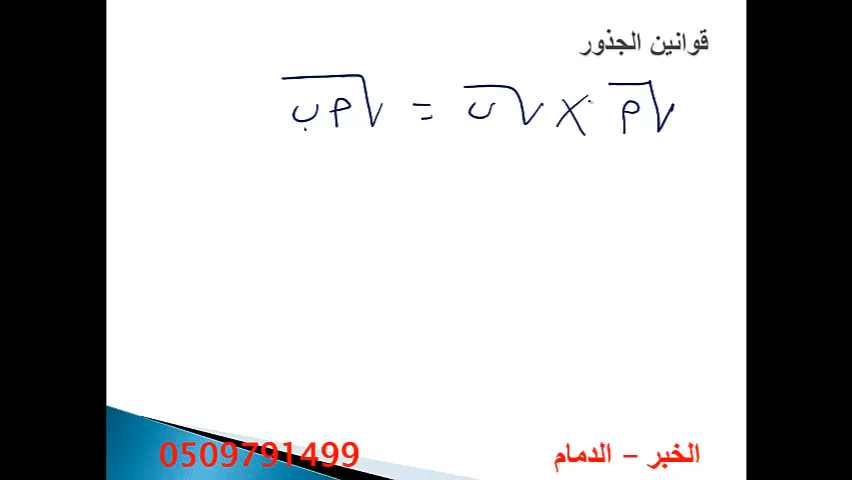 قوانين الجذور
√م × √ب = √م ب
الخبر – الدمام
0509791499